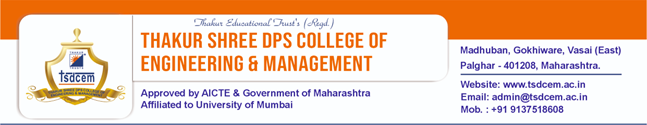 Thakur Educational Trust's (Regd.)
THAKUR SHREE DPS COLLEGE OF
ENGINEERING & MANAGEMENT
Approved by AICTE & Government of Maharashtra
Affiliated to University of Mumbai
tsdcem
Madhuban, Gokhiware, Vasai (East)
Palghar - 401208, Maharashtra.
Website: www.tsdcem.ac.in
Email: admin@tsdcem.ac.in
Mob. : +91 9137518608